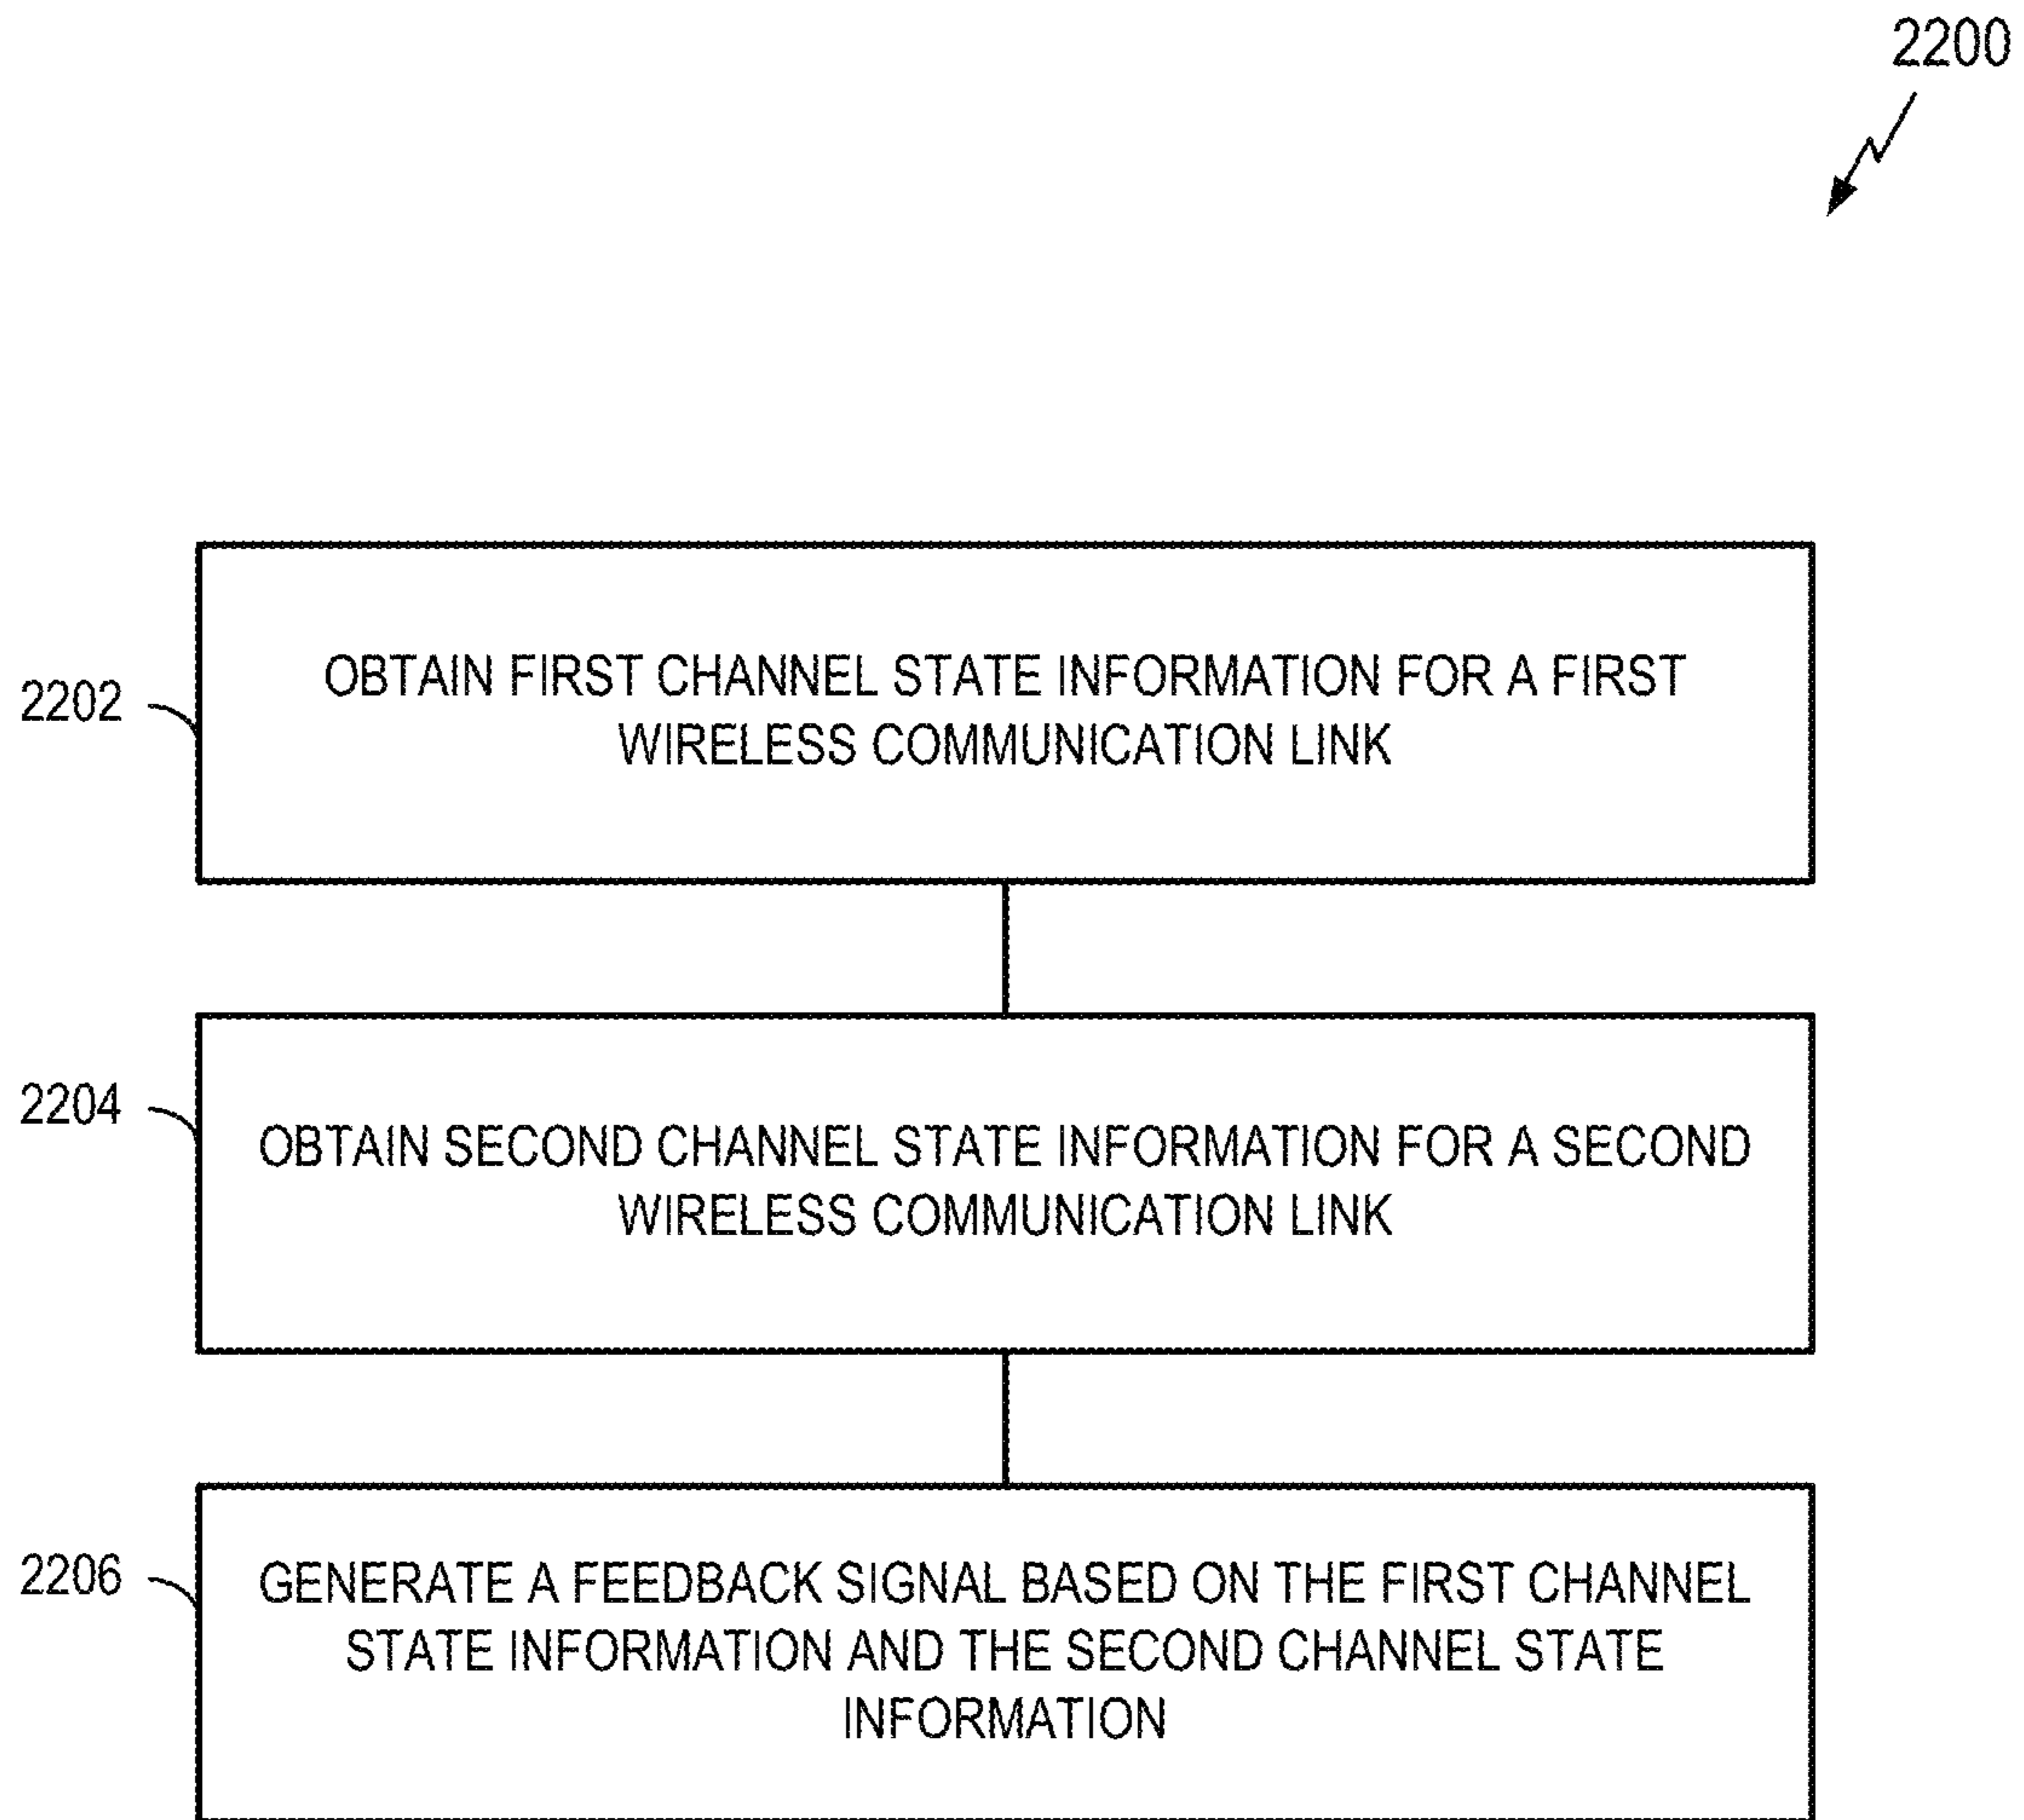 2200
2202
OBTAIN FIRST CHANNEL STATE INFORMATION FOR A FIRST
WIRELESS COMMUNICATION LINK
2204
OBTAIN SECOND CHANNEL STATE INFORMATION FOR A SECOND
WIRELESS COMMUNICATION LINK
2206
GENERATE A FEEDBACK SIGNAL BASED ON THE FIRST CHANNEL
STATE INFORMATION AND THE SECOND CHANNEL STATE
INFORMATION